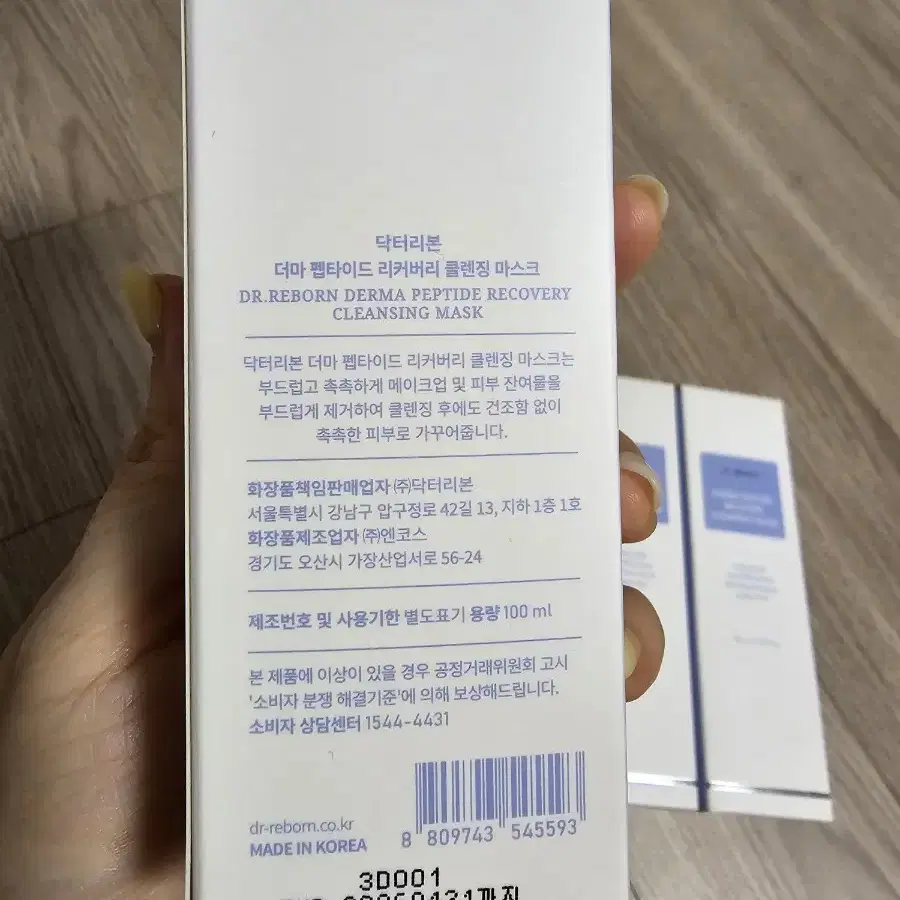 닥터리본
더마 펩타이드 리커버리 클렌징 마스크
DR.REBORN DERMA PEPTIDE RECOVERY
CLEANSING MASK
닥터리본 더마 펩타이드 리커버리 클렌징 마스크는
부드럽고 촉촉하게 메이크업 및 피부 잔여물을
부드럽게 제거하여 클렌징 후에도 건조함 없이
촉촉한 피부로 가꾸어줍니다.
화장품책임판매업자 ㈜닥터리본
서울특별시 강남구 압구정로 42길 13, 지하 1층 1호
화장품제조업자 ㈜엔코스
경기도 오산시 가장산업서로 56-24
제조번호 및 사용기한 별도표기 용량 100 ml
본 제품에 이상이 있을 경우 공정거래위원회 고시
'소비자 분쟁 해결기준'에 의해 보상해드립니다.
소비자 상담센터 1544-4431
dr-reborn.co.kr
MADE IN KOREA
8 809743 545593
3D001
까지